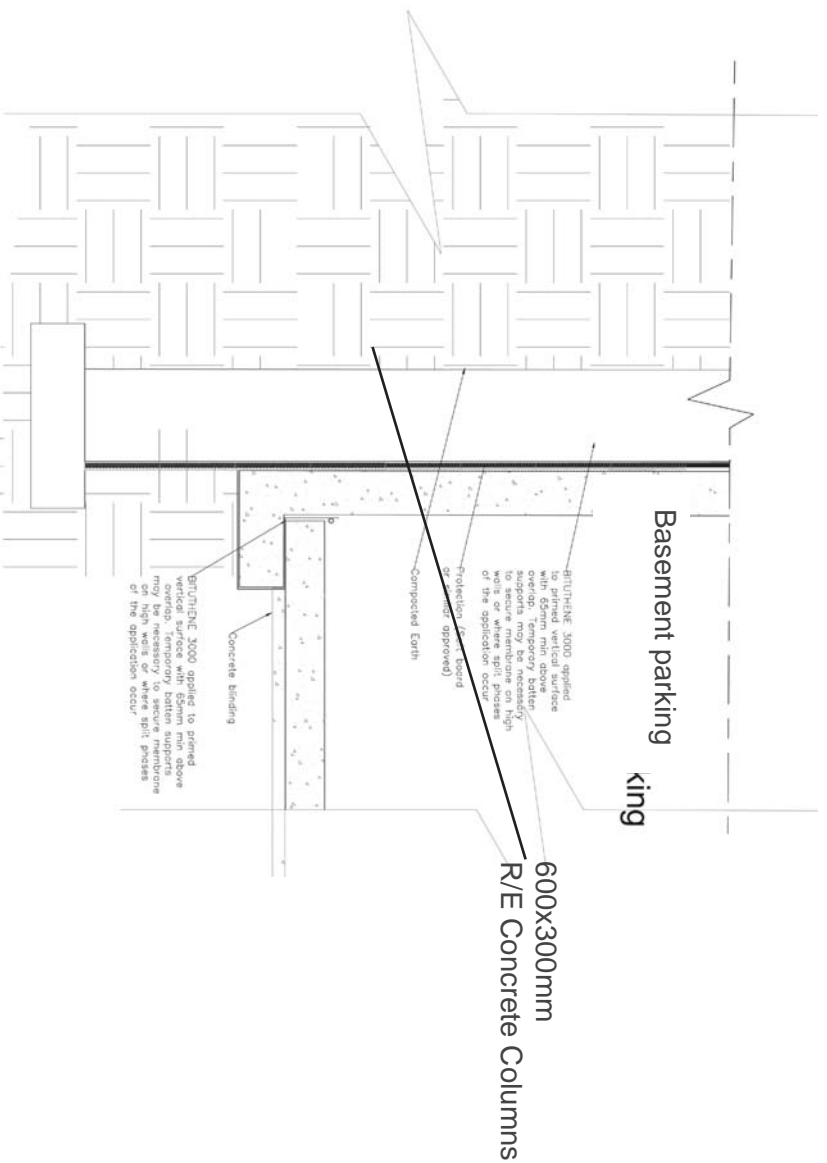 Basement parking
king
BITUTHENE 3000 applied
to primed vertical surface
with 65mm min above
overlap. Temporary batten
supports may be necessary
to secure membrane on high
walls or where split phases
of the application occur
600x300mm
R/E Concrete Columns
Protection (Soft board
or similar approved)
Compacted Earth
Concrete blinding
BITUTHENE 3000 applied to primed
vertical surface with 65mm min above
overlap. Temporary batten supports
may be necessary to secure membrane
on high walls or where split phases
of the application occur